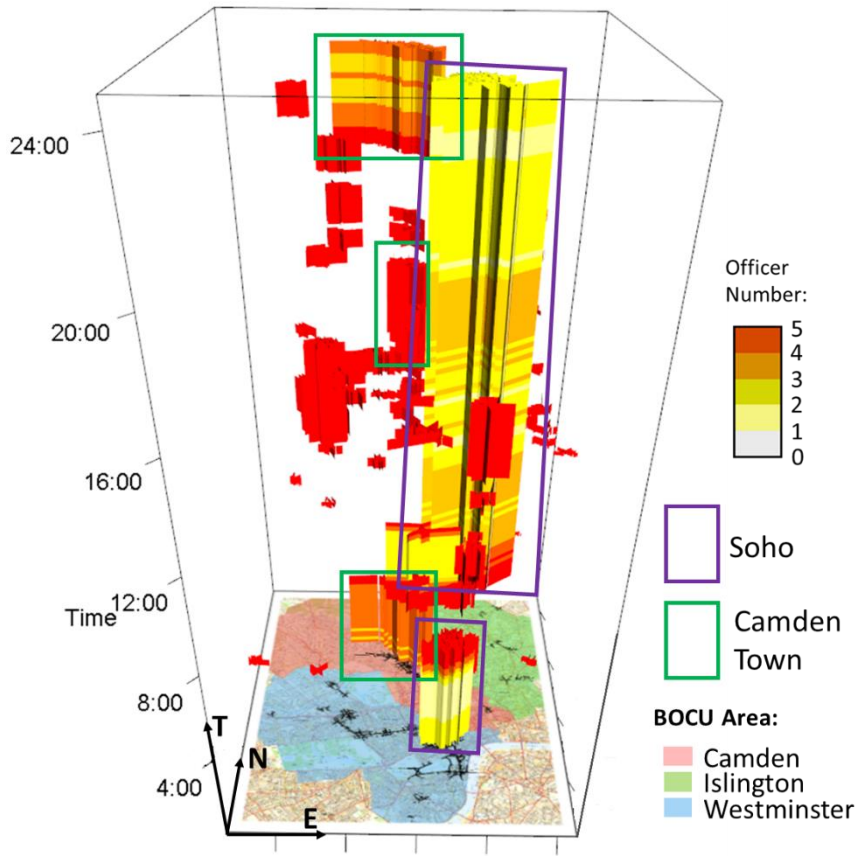 24:00
20:00
16:00
Time
12:00
8:00
4:00
T
N
E
Officer
Number:
5
4
3
2
1
0
Soho
Camden
Town
BOCU Area:
Camden
Islington
Westminster